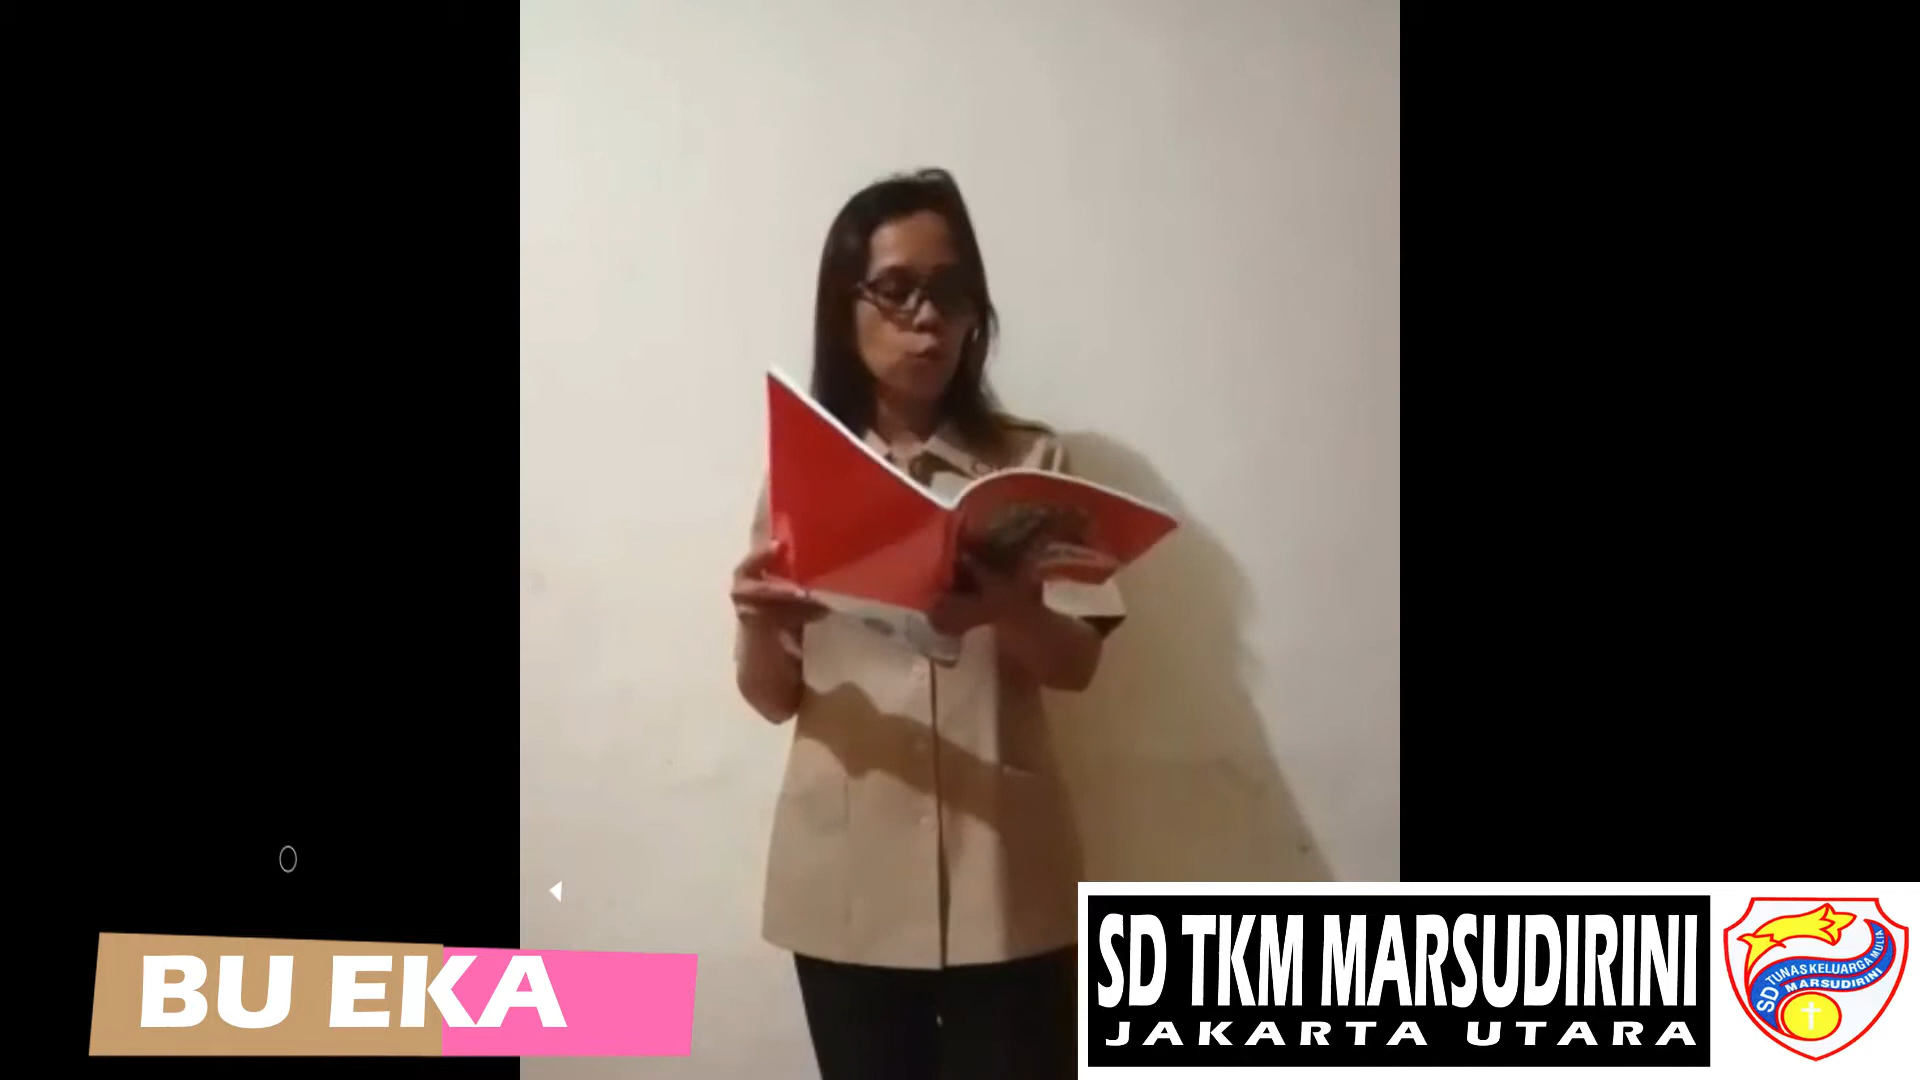 BU EKA
SD TKM MARSUDIRINI
JAKARTA UTARA
SD TUNAS KELUARGA MULIA
MARSUDIRINI